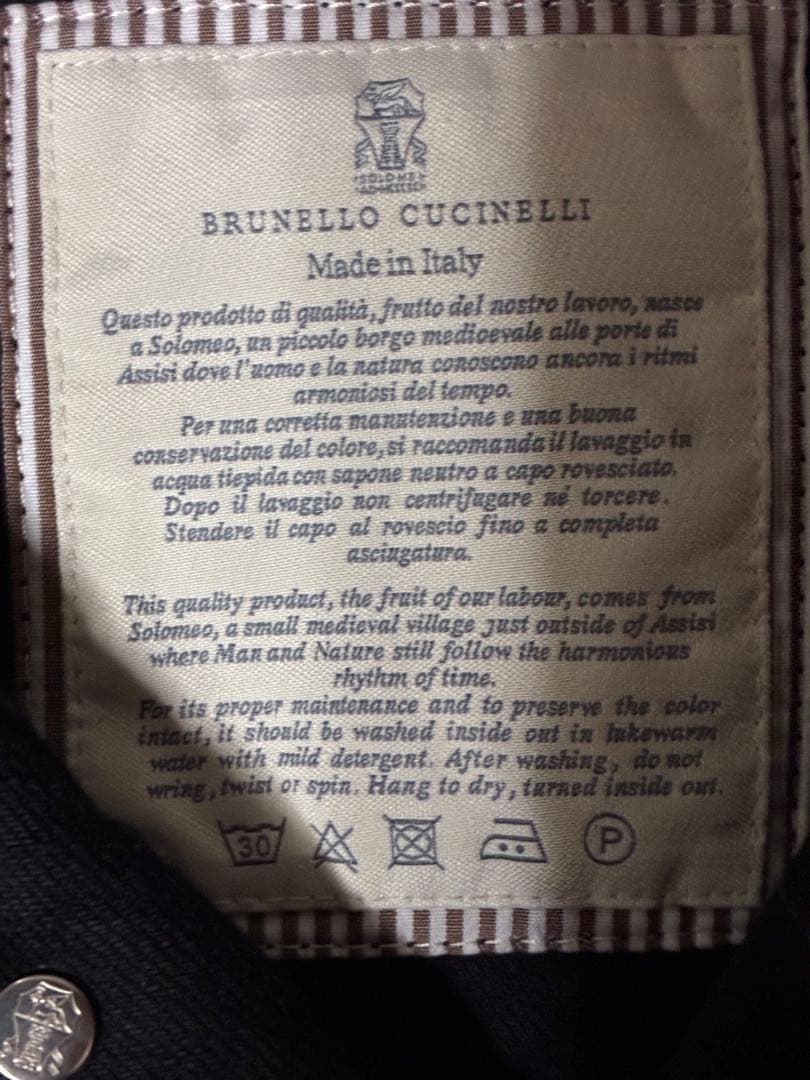 BRUNELLO CUCINELLI
Made in Italy
Questo prodotto di qualità, frutto del nostro lavoro, nasce
a Solomeo, un piccolo borgo medioevale alle porte di
Assisi dove l'uomo e la natura conoscono ancora i ritmi
armoniosi del tempo.
Per una corretta manutenzione e una buona
conservazione del colore, si raccomanda il lavaggio in
acqua tiepida con sapone neutro a capo rovesciato.
Dopo il lavaggio non centrifugare né torcere.
Stendere il capo al rovescio fino a completa
asciugatura.
This quality product, the fruit of our labour, comes from
Solomeo, a small medieval village just outside of Assisi
where Man and Nature still follow the harmonious
rhythm of time.
For its proper maintenance and to preserve the color
intact, it should be washed inside out in lukewarm
water with mild detergent. After washing, do not
wring, twist or spin. Hang to dry, turned inside out.
30 P